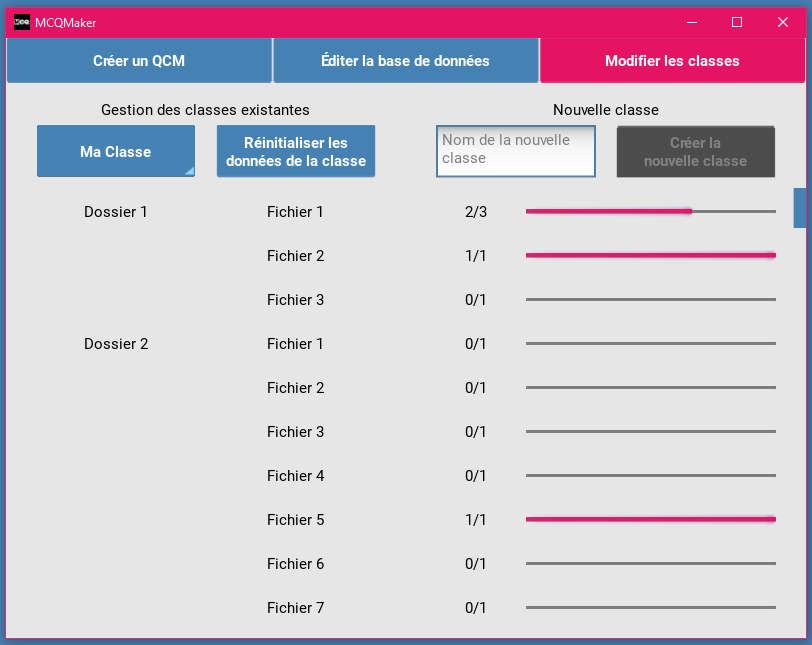 MCQ MCQMaker
Créer un QCM Éditer la base de données Modifier les classes
Gestion des classes existantes Nouvelle classe
Ma Classe
Réinitialiser les
données de la classe
Nom de la nouvelle
classe
Créer la
nouvelle classe
Dossier 1 Fichier 1 2/3
Fichier 2 1/1
Fichier 3 0/1
Dossier 2 Fichier 1 0/1
Fichier 2 0/1
Fichier 3 0/1
Fichier 4 0/1
Fichier 5 1/1
Fichier 6 0/1
Fichier 7 0/1